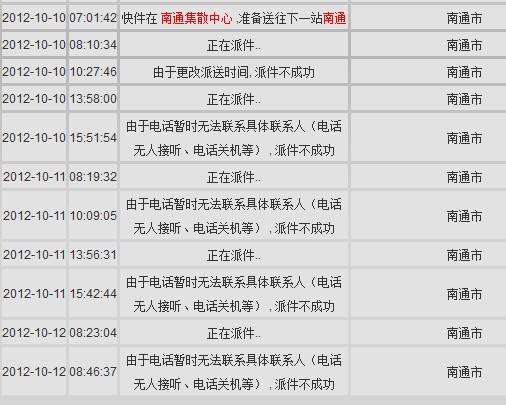 2012-10-10 07:01:42 快件在 南通集散中心 ,准备送往下一站南通 南通市
2012-10-10 08:10:34 正在派件.. 南通市
2012-10-10 10:27:46 由于更改派送时间, 派件不成功 南通市
2012-10-10 13:58:00 正在派件.. 南通市
2012-10-10 15:51:54 由于电话暂时无法联系具体联系人（电话 南通市
无人接听、电话关机等）, 派件不成功
2012-10-11 08:19:32 正在派件.. 南通市
2012-10-11 10:09:05 由于电话暂时无法联系具体联系人（电话 南通市
无人接听、电话关机等）, 派件不成功
2012-10-11 13:56:31 正在派件.. 南通市
2012-10-11 15:42:44 由于电话暂时无法联系具体联系人（电话 南通市
无人接听、电话关机等）, 派件不成功
2012-10-12 08:23:04 正在派件.. 南通市
2012-10-12 08:46:37 由于电话暂时无法联系具体联系人（电话 南通市
无人接听、电话关机等）, 派件不成功